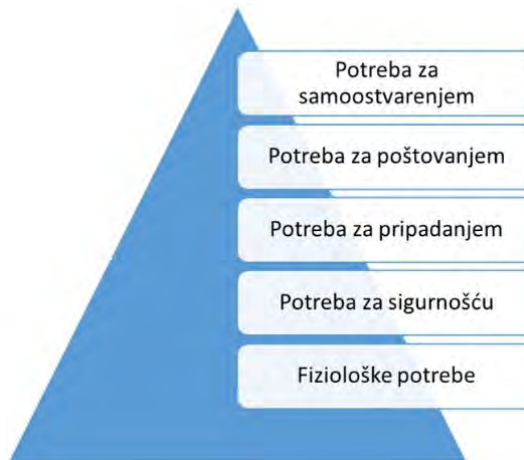 Potreba za
samoostvarenjem
Potreba za poštovanjem
Potreba za pripadanjem
Potreba za sigurnošću
Fiziološke potrebe